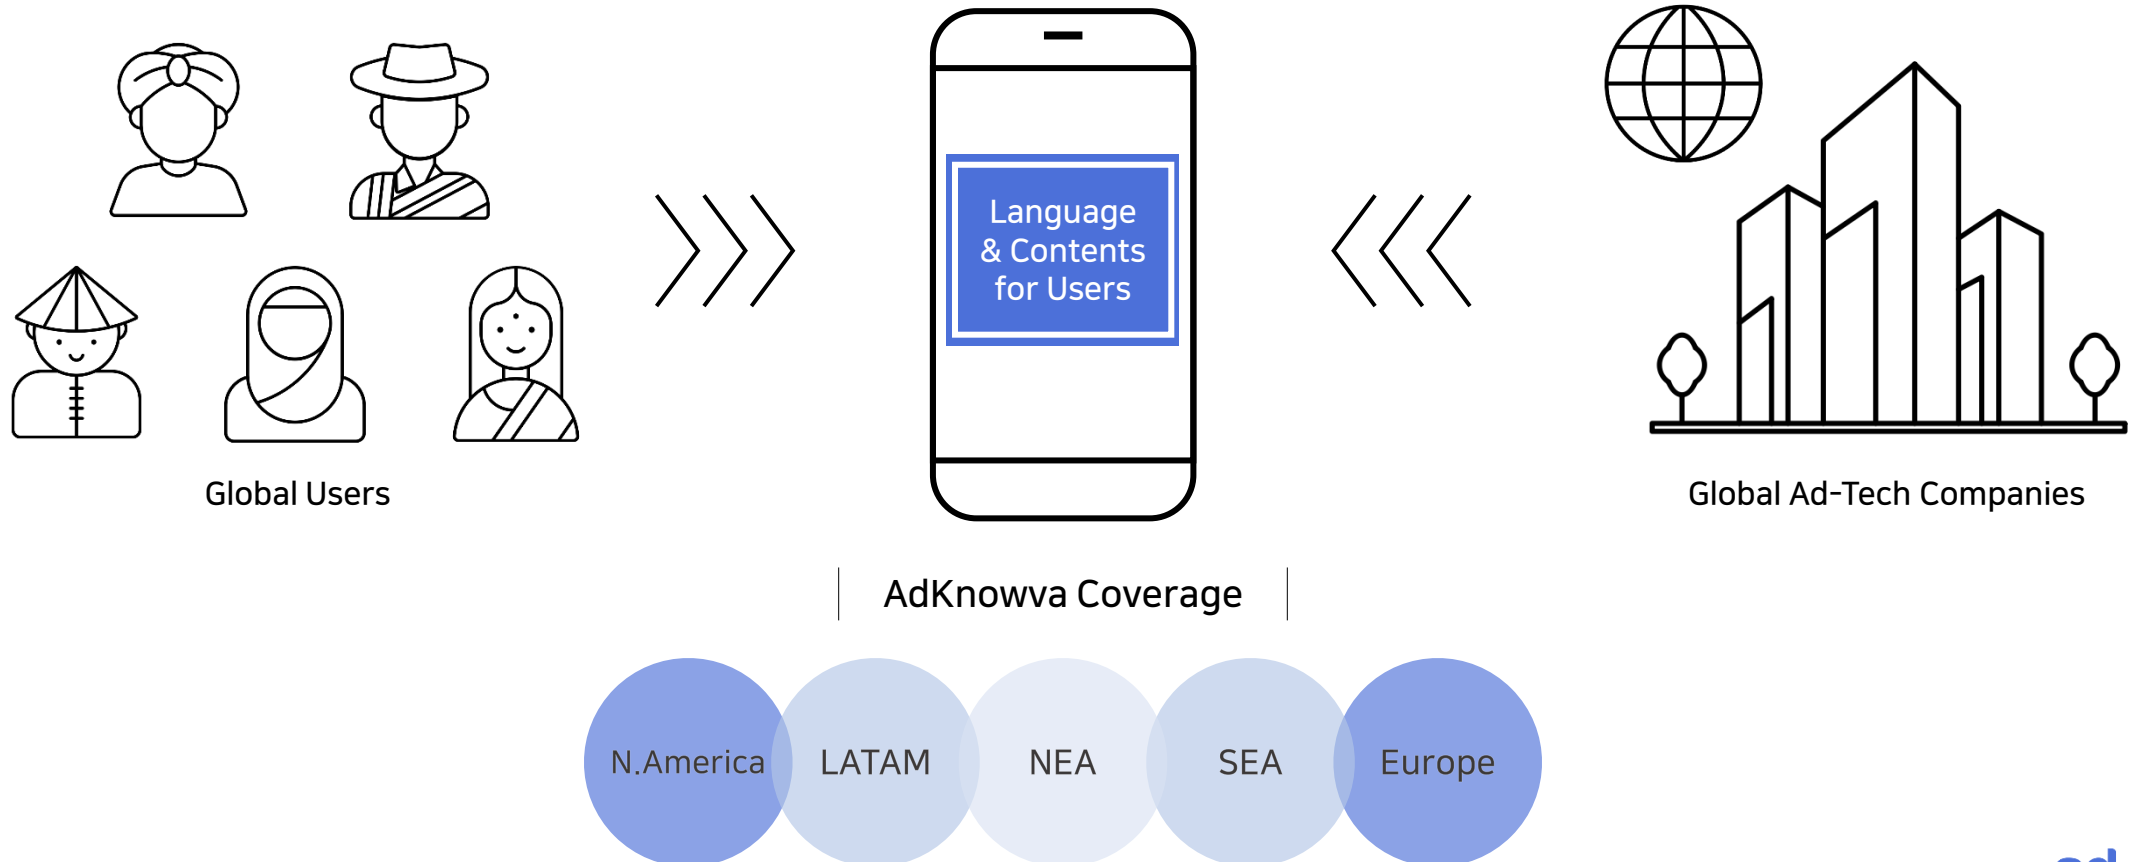 Language
& Contents
for Users
Global Users
Global Ad-Tech Companies
AdKnowva Coverage
N.America
LATAM
NEA
SEA
Europe